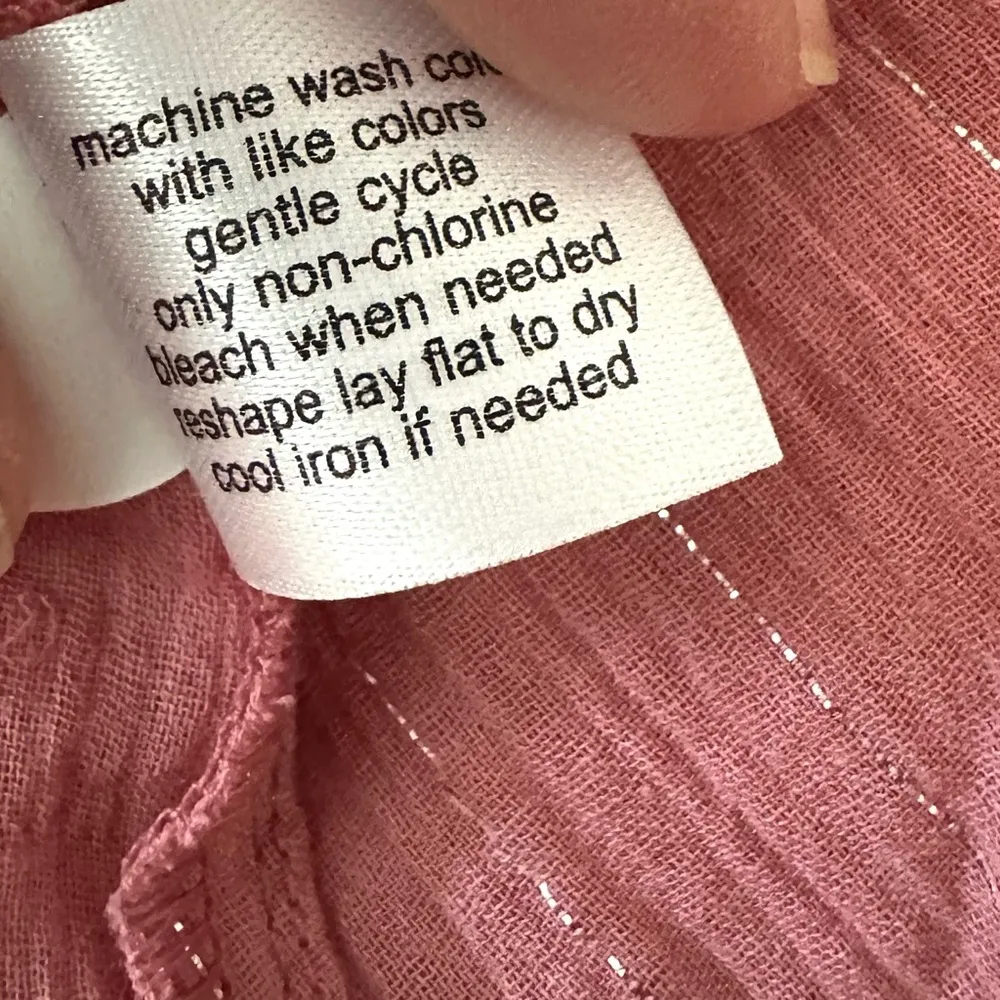 machine wash col
with like colors
gentle cycle
only non-chlorine
bleach when needed
reshape lay flat to dry
cool iron if needed